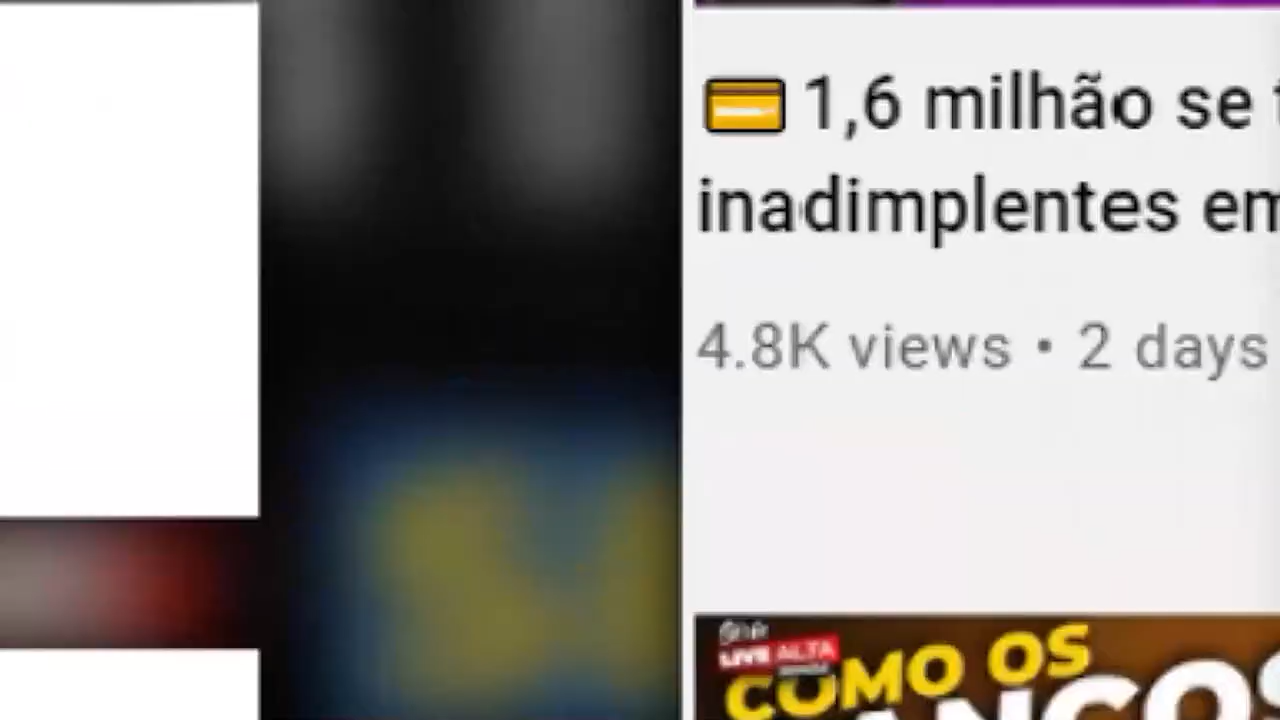 1,6 milhão se
inadimplentes em
4.8K views • 2 days
LIVE ALTA
COMO OS